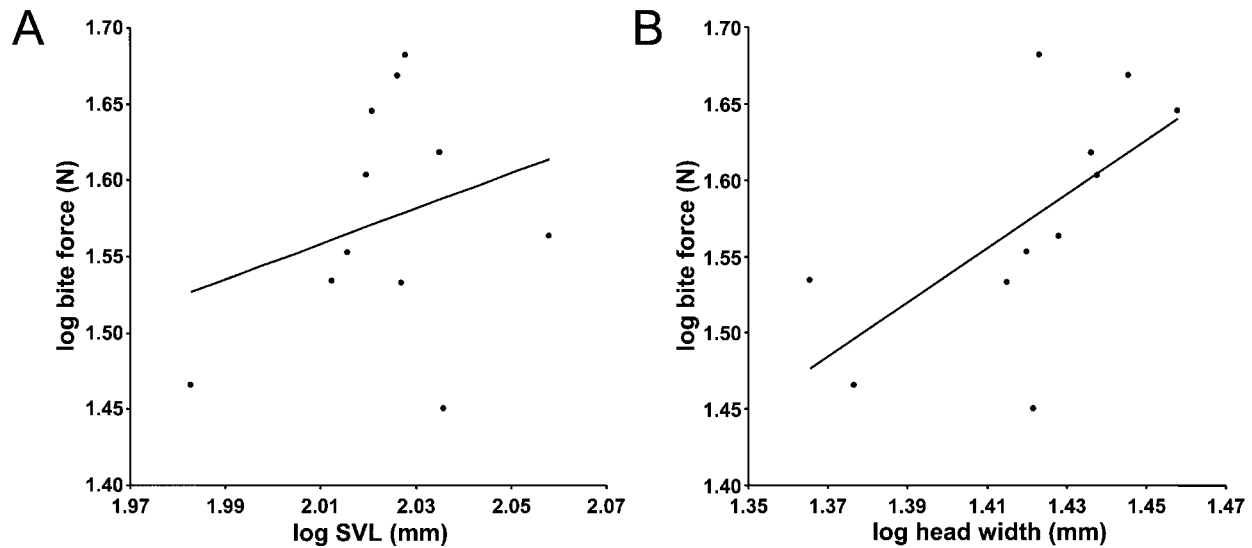 A
log bite force (N)
1.70
1.65
1.60
1.55
1.50
1.45
1.40
1.97 1.99 2.01 2.03 2.05 2.07
log SVL (mm)
B
log bite force (N)
1.70
1.65
1.60
1.55
1.50
1.45
1.40
1.35 1.37 1.39 1.41 1.43 1.45 1.47
log head width (mm)